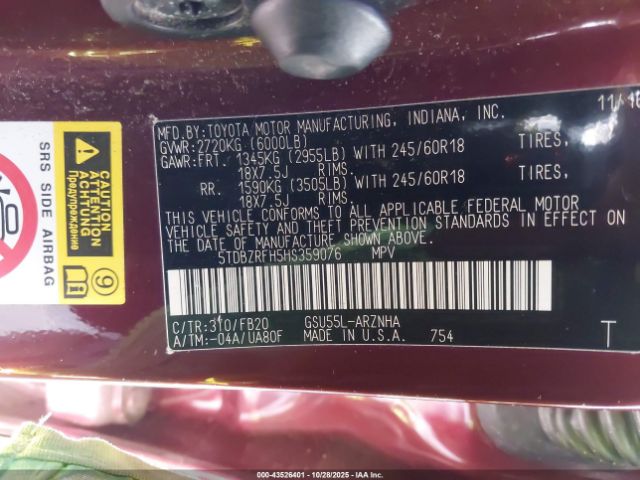 MFD.BY:TOYOTA MOTOR MANUFACTURING, INDIANA, INC. 11/16
GVWR:2720KG (6000LB)
GAWR:FRT. 1345KG (2955LB) WITH 245/60R18 TIRES,
18X7.5J RIMS.
RR. 1590KG (3505LB) WITH 245/60R18 TIRES,
18X7.5J RIMS.
THIS VEHICLE CONFORMS TO ALL APPLICABLE FEDERAL MOTOR
VEHICLE SAFETY AND THEFT PREVENTION STANDARDS IN EFFECT ON
THE DATE OF MANUFACTURE SHOWN ABOVE.
5TDBZRFH5HS359076 MPV
C/TR:3T0/FB20 GSU55L-ARZNHA
A/TM:-04A/UA80F MADE IN U.S.A. 754
T
SRS SIDE AIRBAG
CAUTION
ATTENTION
ACHTUNG
Предупреждение
9
000-43526401 - 10/28/2025 - IAAI.CA